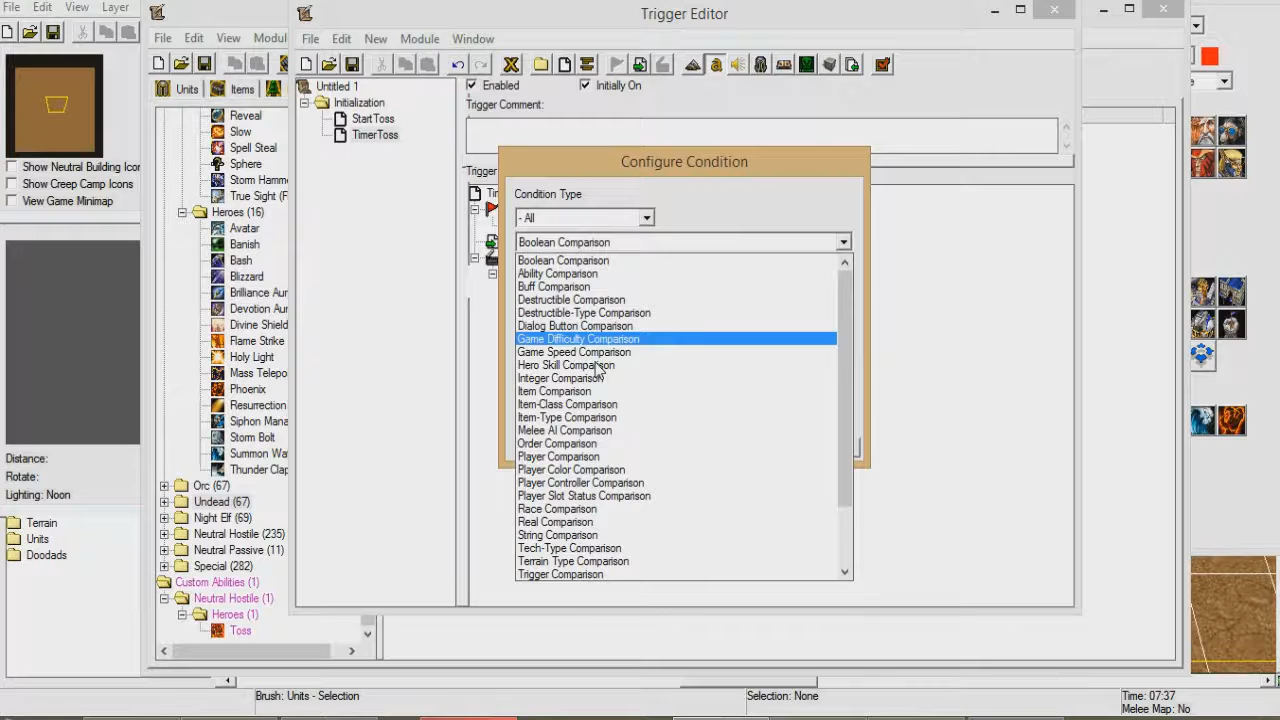 File Edit View Layer
Show Neutral Building Icon
Show Creep Camp Icons
View Game Minimap
Distance:
Rotate:
Lighting: Noon
Terrain
Units
Doodads
File Edit View Modul
Units Items
Reveal
Slow
Spell Steal
Sphere
Storm Hamme
True Sight (F
Heroes (16)
Avatar
Banish
Bash
Blizzard
Brilliance Aur
Devotion Aur
Divine Shield
Flame Strike
Holy Light
Mass Telepo
Phoenix
Resurrection
Siphon Mana
Storm Bolt
Summon Wa
Thunder Clap
Orc (67)
Undead (67)
Night Elf (69)
Neutral Hostile (235)
Neutral Passive (11)
Special (282)
Custom Abilities (1)
Neutral Hostile (1)
Heroes (1)
Toss
Trigger Editor
File Edit New Module Window
Untitled 1
Initialization
StartToss
TimerToss
Enabled Initially On
Trigger Comment:
Trigger
Configure Condition
Condition Type
- All
Boolean Comparison
Boolean Comparison
Ability Comparison
Buff Comparison
Destructible Comparison
Destructible-Type Comparison
Dialog Button Comparison
Game Difficulty Comparison
Game Speed Comparison
Hero Skill Comparison
Integer Comparison
Item Comparison
Item-Class Comparison
Item-Type Comparison
Melee AI Comparison
Order Comparison
Player Comparison
Player Color Comparison
Player Controller Comparison
Player Slot Status Comparison
Race Comparison
Real Comparison
String Comparison
Tech-Type Comparison
Terrain Type Comparison
Trigger Comparison
Brush: Units - Selection
Selection: None
Time: 07:37
Melee Map: No